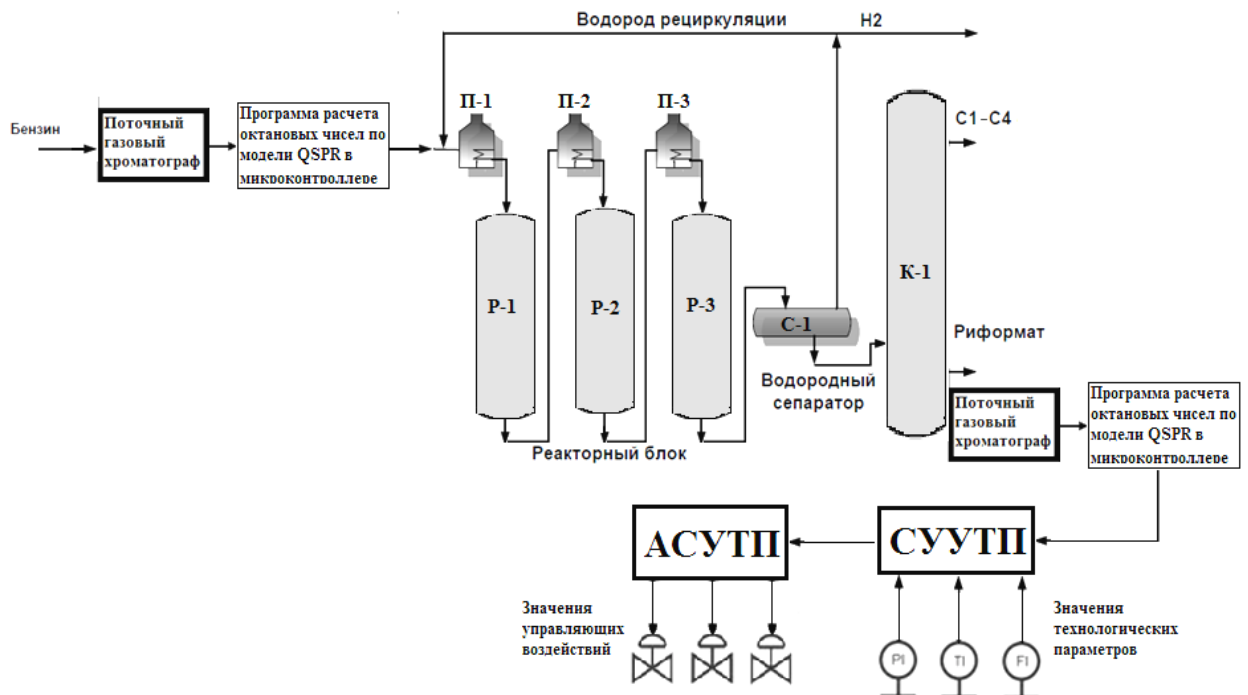 Водород рециркуляции
H2
П-1
П-2
П-3
Бензин
Поточный
газовый
хроматограф
Программа расчета
октановых чисел по
модели QSPR в
микроконтроллере
C1-C4
К-1
Р-1
Р-2
Р-3
С-1
Риформат
Водородный
сепаратор
Реакторный блок
Поточный
газовый
хроматограф
Программа расчета
октановых чисел по
модели QSPR в
микроконтроллере
АСУТП
СУУТП
Значения
управляющих
воздействий
Значения
технологических
параметров
PI
TI
FI